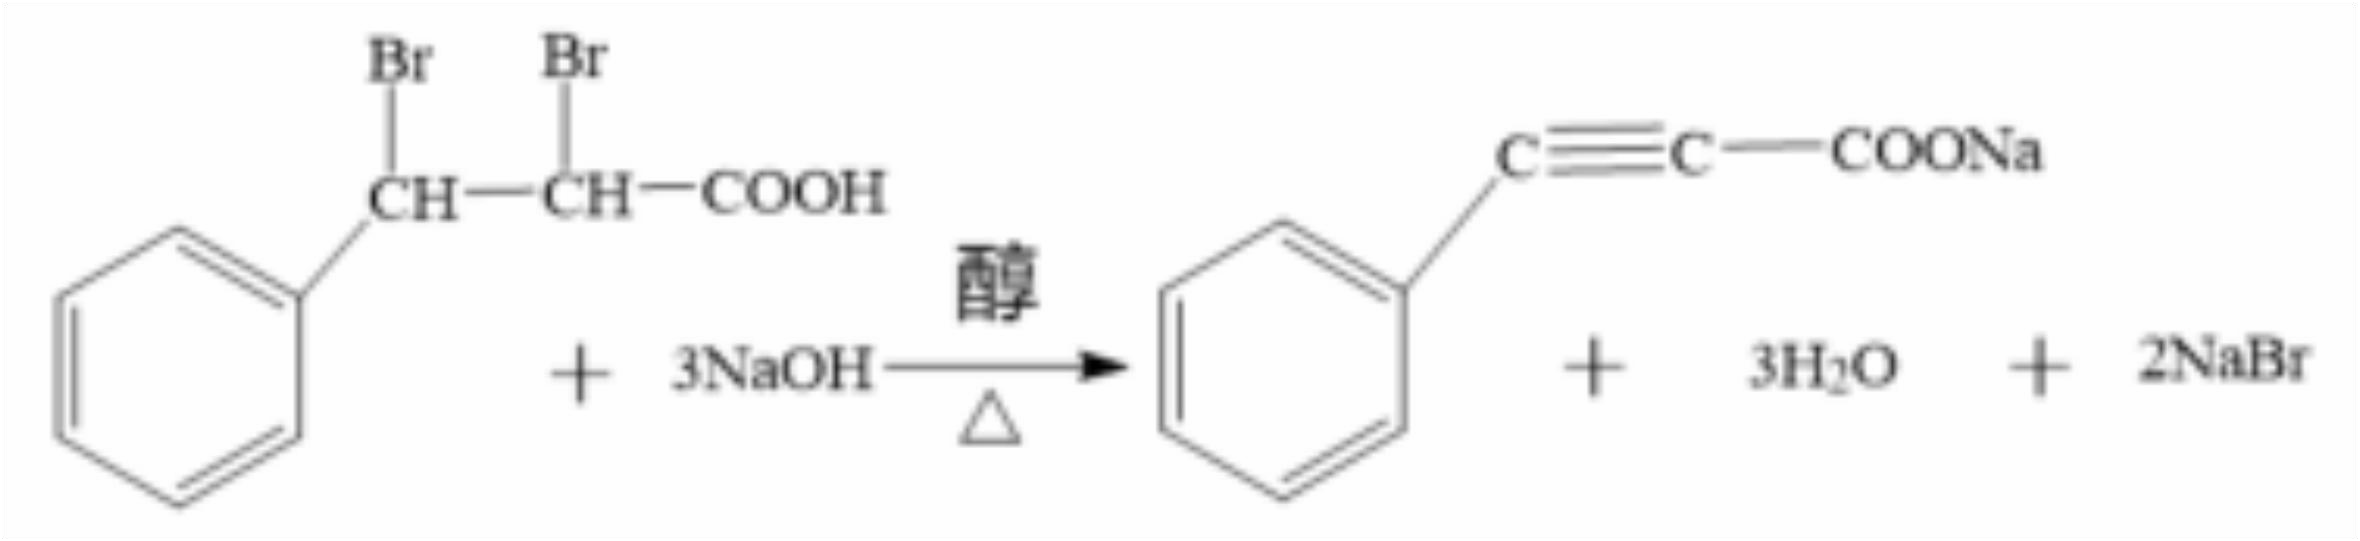 Br Br
CH—CH—COOH
C≡C—COONa
醇
+ 3NaOH → + 3H₂O + 2NaBr
△